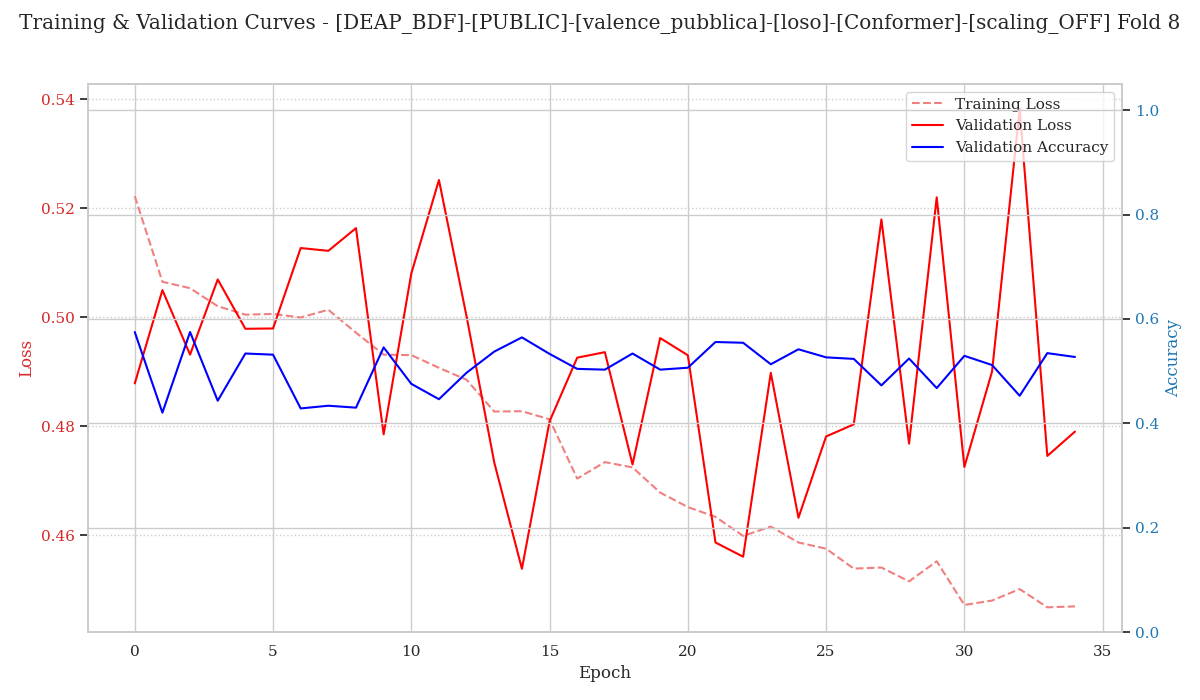 Training & Validation Curves - [DEAP_BDF]-[PUBLIC]-[valence_pubblica]-[loso]-[Conformer]-[scaling_OFF] Fold 8
Training Loss
Validation Loss
Validation Accuracy
0.54
0.52
0.50
0.48
0.46
Loss
1.0
0.8
0.6
0.4
0.2
0.0
Accuracy
0
5
10
15
20
25
30
35
Epoch